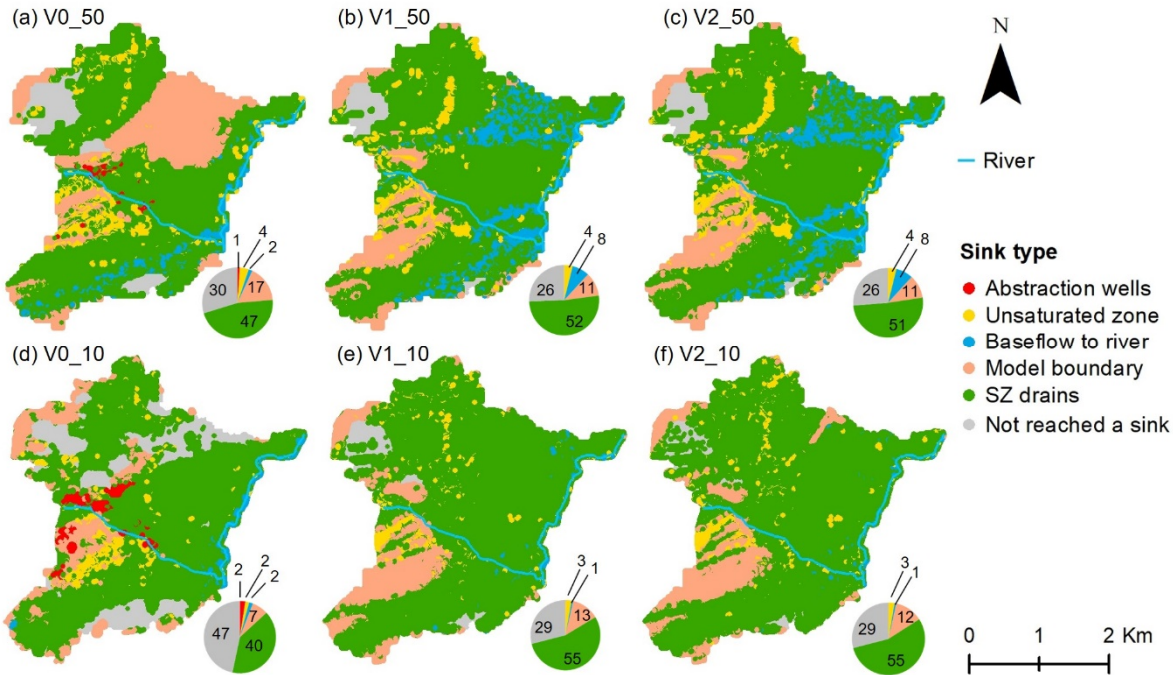 (a) V0_50
(b) V1_50
(c) V2_50
N
River
1
4
2
17
30
47
4
8
11
26
52
4
8
11
26
51
Sink type
Abstraction wells
Unsaturated zone
Baseflow to river
Model boundary
SZ drains
Not reached a sink
(d) V0_10
(e) V1_10
(f) V2_10
2
2
2
7
47
40
3
1
13
29
55
3
1
12
29
55
0 1 2 Km